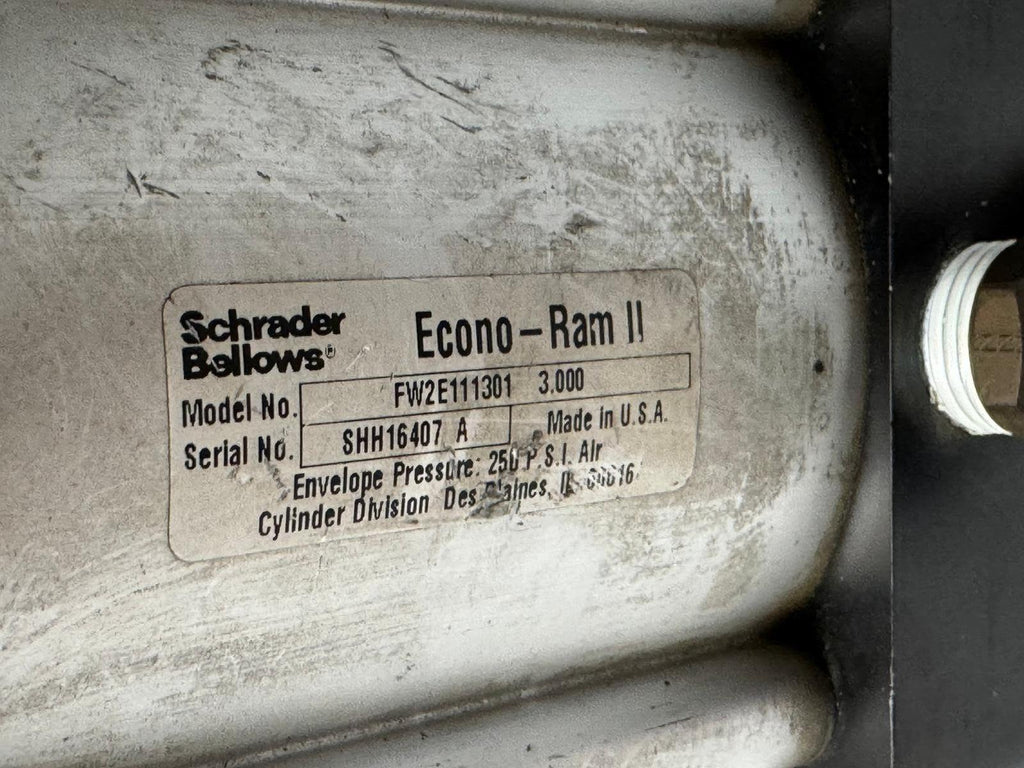 Schrader
Bellows®
Econo-Ram II
Model No. FW2E111301 3.000
Serial No. SHH16407 A Made in U.S.A.
Envelope Pressure: 250 P.S.I. Air
Cylinder Division Des Plaines, IL